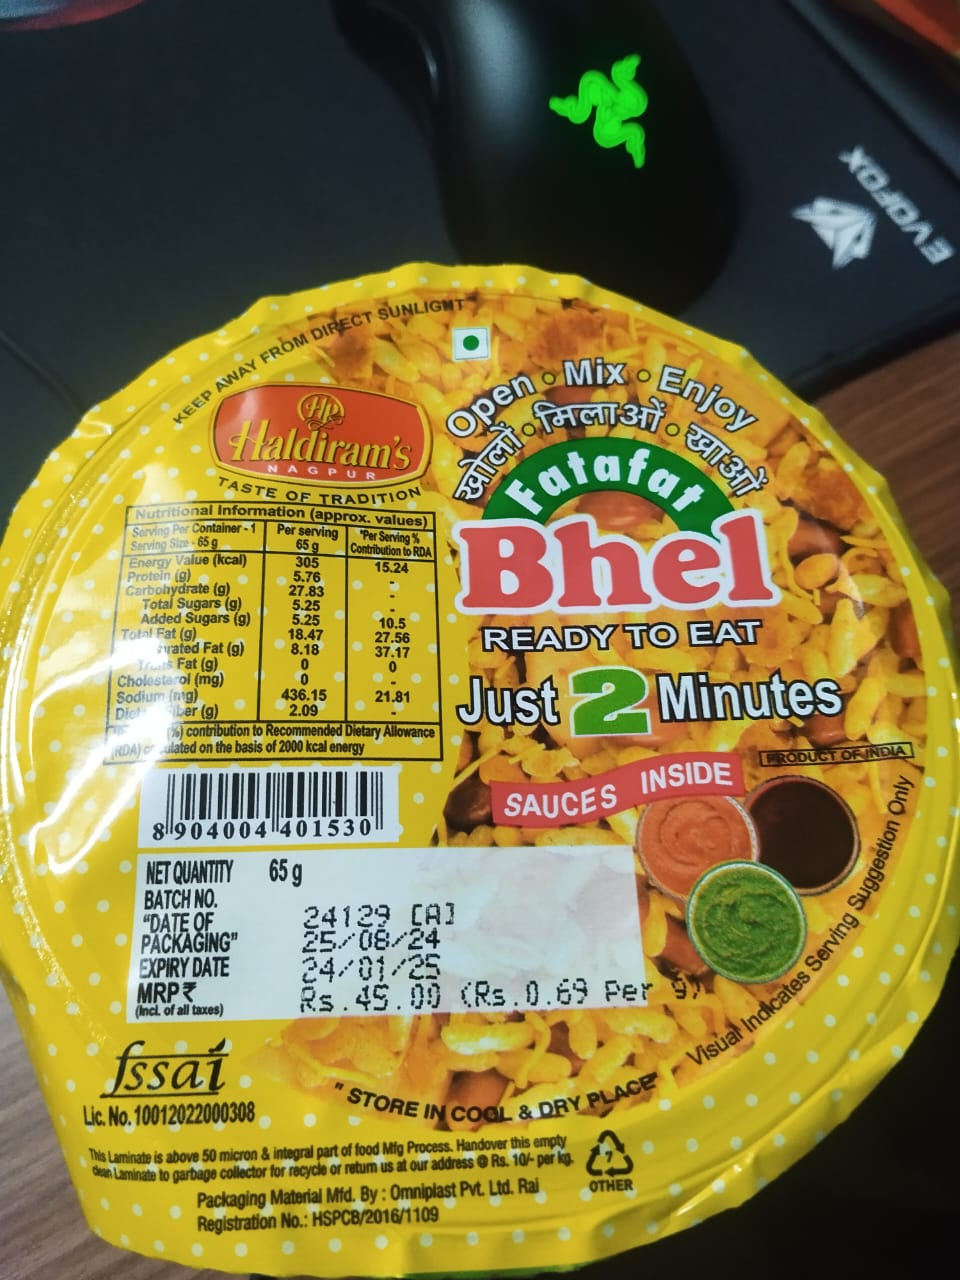 EVOFOX
KEEP AWAY FROM DIRECT SUNLIGHT
Hp
Haldiram's
NAGPUR
TASTE OF TRADITION
Open • Mix • Enjoy
खोलों • मिलाओं • खाओं
Fatafat
Bhel
READY TO EAT
Just 2 Minutes
SAUCES INSIDE
PRODUCT OF INDIA
Visual Indicates Serving Suggestion Only
Nutritional Information (approx. values)
Serving Per Container - 1 Per serving *Per Serving %
Serving Size - 65 g 65 g Contribution to RDA
Energy Value (kcal) 305 15.24
Protein (g) 5.76 -
Carbohydrate (g) 27.83 -
Total Sugars (g) 5.25 -
Added Sugars (g) 5.25 10.5
Total Fat (g) 18.47 27.56
Fat (g) 8.18 37.17
Fat (g) 0 0
Cholesterol (mg) 0 -
Sodium (mg) 436.15 21.81
(g) 2.09 -
(%) contribution to Recommended Dietary Allowance
(RDA) on the basis of 2000 kcal energy
8 904004 401530
NET QUANTITY 65 g
BATCH NO. 24129 [A]
"DATE OF
PACKAGING" 25/08/24
EXPIRY DATE 24/01/25
MRP ₹ Rs.45.00 (Rs.0.69 Per g)
(Incl. of all taxes)
fssai
Lic. No. 10012022000308
"STORE IN COOL & DRY PLACE"
This Laminate is above 50 micron & integral part of food Mfg Process. Handover this empty
clean Laminate to garbage collector for recycle or return us at our address @ Rs. 10/- per kg.
7
OTHER
Packaging Material Mfd. By : Omniplast Pvt. Ltd. Rai
Registration No.: HSPCB/2016/1109